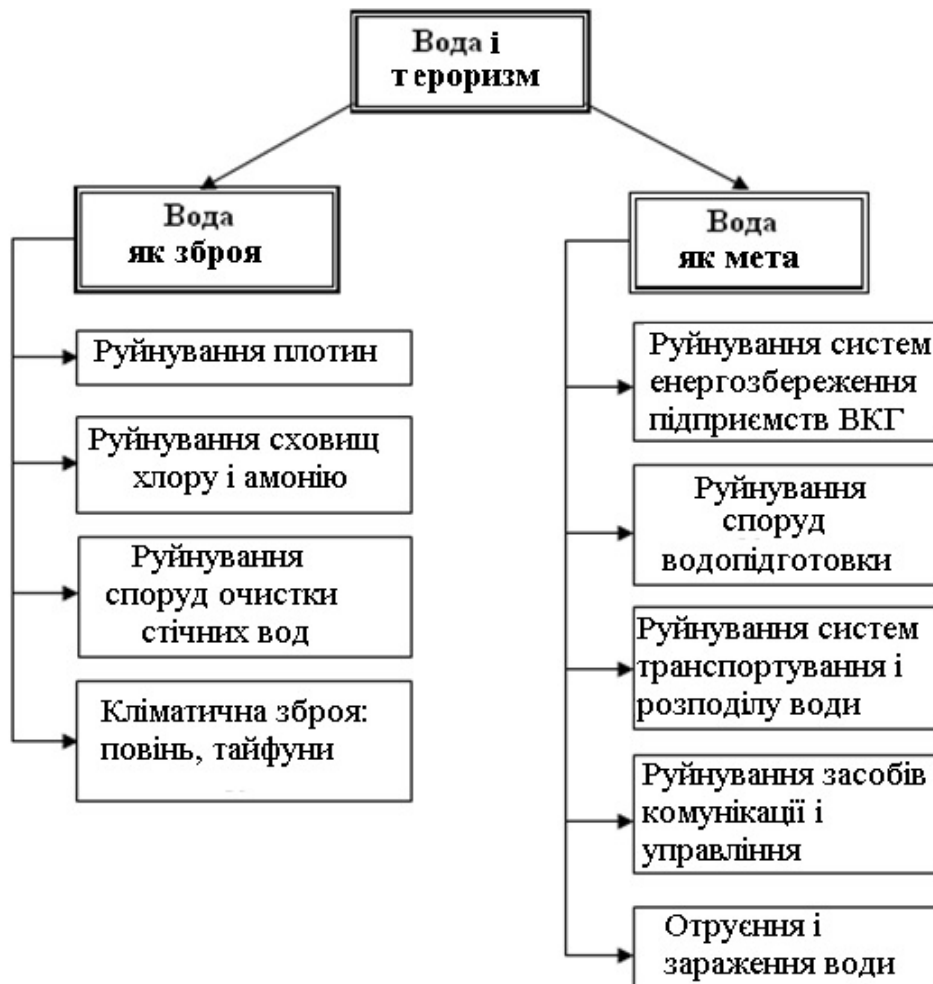 Вода і
тероризм
Вода
як зброя
Руйнування плотин
Руйнування сховищ
хлору і амонію
Руйнування
споруд очистки
стічних вод
Кліматична зброя:
повінь, тайфуни
Вода
як мета
Руйнування систем
енергозбереження
підприємств ВКГ
Руйнування
споруд
водопідготовки
Руйнування систем
транспортування і
розподілу води
Руйнування засобів
комунікації і
управління
Отруєння і
зараження води